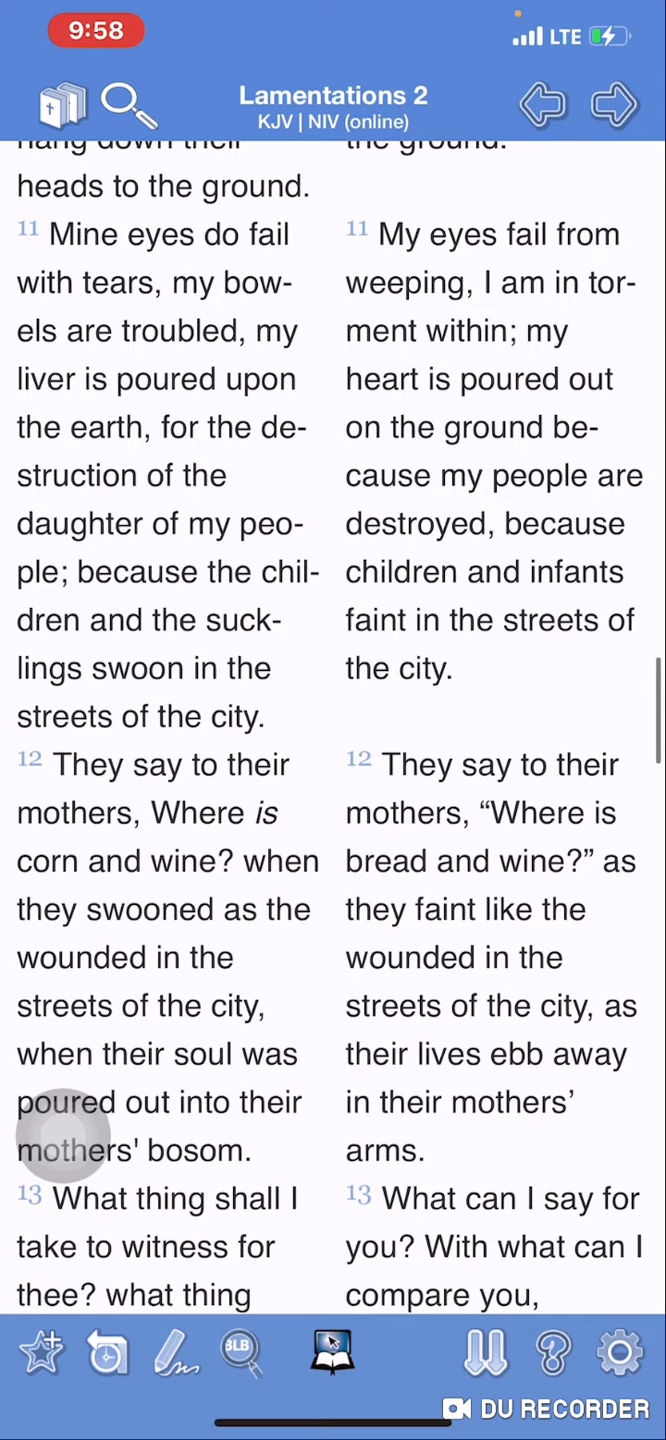 9:58
LTE
Lamentations 2
KJV | NIV (online)
hang down their
heads to the ground.
11 Mine eyes do fail
with tears, my bow-
els are troubled, my
liver is poured upon
the earth, for the de-
struction of the
daughter of my peo-
ple; because the chil-
dren and the suck-
lings swoon in the
streets of the city.
12 They say to their
mothers, Where is
corn and wine? when
they swooned as the
wounded in the
streets of the city,
when their soul was
poured out into their
mothers' bosom.
13 What thing shall I
take to witness for
thee? what thing
the ground.
11 My eyes fail from
weeping, I am in tor-
ment within; my
heart is poured out
on the ground be-
cause my people are
destroyed, because
children and infants
faint in the streets of
the city.
12 They say to their
mothers, “Where is
bread and wine?” as
they faint like the
wounded in the
streets of the city, as
their lives ebb away
in their mothers’
arms.
13 What can I say for
you? With what can I
compare you,
BLB
DU RECORDER